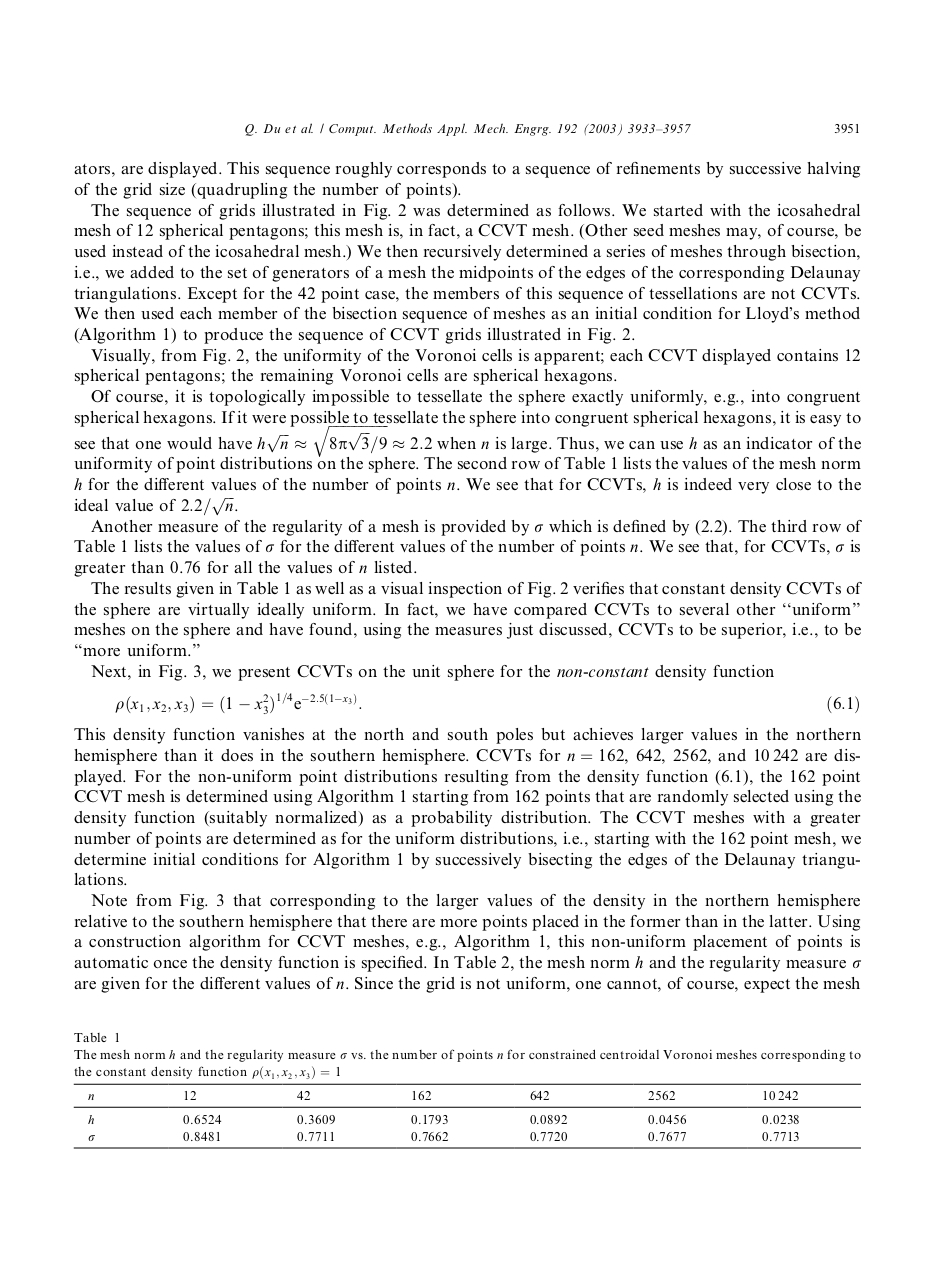 Q. Du et al. / Comput. Methods Appl. Mech. Engrg. 192 (2003) 3933–3957 3951
ators, are displayed. This sequence roughly corresponds to a sequence of refinements by successive halving
of the grid size (quadrupling the number of points).
The sequence of grids illustrated in Fig. 2 was determined as follows. We started with the icosahedral
mesh of 12 spherical pentagons; this mesh is, in fact, a CCVT mesh. (Other seed meshes may, of course, be
used instead of the icosahedral mesh.) We then recursively determined a series of meshes through bisection,
i.e., we added to the set of generators of a mesh the midpoints of the edges of the corresponding Delaunay
triangulations. Except for the 42 point case, the members of this sequence of tessellations are not CCVTs.
We then used each member of the bisection sequence of meshes as an initial condition for Lloyd's method
(Algorithm 1) to produce the sequence of CCVT grids illustrated in Fig. 2.
Visually, from Fig. 2, the uniformity of the Voronoi cells is apparent; each CCVT displayed contains 12
spherical pentagons; the remaining Voronoi cells are spherical hexagons.
Of course, it is topologically impossible to tessellate the sphere exactly uniformly, e.g., into congruent
spherical hexagons. If it were possible to tessellate the sphere into congruent spherical hexagons, it is easy to
see that one would have h√n ≈ √(8π√3/9) ≈ 2.2 when n is large. Thus, we can use h as an indicator of the
uniformity of point distributions on the sphere. The second row of Table 1 lists the values of the mesh norm
h for the different values of the number of points n. We see that for CCVTs, h is indeed very close to the
ideal value of 2.2/√n.
Another measure of the regularity of a mesh is provided by σ which is defined by (2.2). The third row of
Table 1 lists the values of σ for the different values of the number of points n. We see that, for CCVTs, σ is
greater than 0.76 for all the values of n listed.
The results given in Table 1 as well as a visual inspection of Fig. 2 verifies that constant density CCVTs of
the sphere are virtually ideally uniform. In fact, we have compared CCVTs to several other ‘‘uniform’’
meshes on the sphere and have found, using the measures just discussed, CCVTs to be superior, i.e., to be
“more uniform.”
Next, in Fig. 3, we present CCVTs on the unit sphere for the non-constant density function
ρ(x₁, x₂, x₃) = (1 − x₃²)^{1/4}e^{−2.5(1−x₃)}. (6.1)
This density function vanishes at the north and south poles but achieves larger values in the northern
hemisphere than it does in the southern hemisphere. CCVTs for n = 162, 642, 2562, and 10 242 are dis-
played. For the non-uniform point distributions resulting from the density function (6.1), the 162 point
CCVT mesh is determined using Algorithm 1 starting from 162 points that are randomly selected using the
density function (suitably normalized) as a probability distribution. The CCVT meshes with a greater
number of points are determined as for the uniform distributions, i.e., starting with the 162 point mesh, we
determine initial conditions for Algorithm 1 by successively bisecting the edges of the Delaunay triangu-
lations.
Note from Fig. 3 that corresponding to the larger values of the density in the northern hemisphere
relative to the southern hemisphere that there are more points placed in the former than in the latter. Using
a construction algorithm for CCVT meshes, e.g., Algorithm 1, this non-uniform placement of points is
automatic once the density function is specified. In Table 2, the mesh norm h and the regularity measure σ
are given for the different values of n. Since the grid is not uniform, one cannot, of course, expect the mesh
Table 1
The mesh norm h and the regularity measure σ vs. the number of points n for constrained centroidal Voronoi meshes corresponding to
the constant density function ρ(x₁, x₂, x₃) = 1
n 12 42 162 642 2562 10 242
h 0.6524 0.3609 0.1793 0.0892 0.0456 0.0238
σ 0.8481 0.7711 0.7662 0.7720 0.7677 0.7713